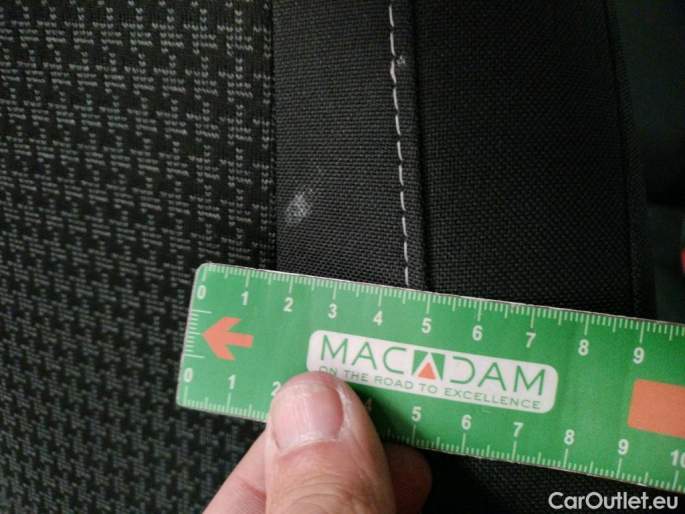 0 1 2 3 4 5 6 7 8 9
MACADAM
ON THE ROAD TO EXCELLENCE
0 1 2 4 5 6 7 8 9 10
CarOutlet.eu